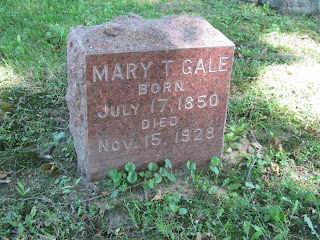 MARY T. GALE
BORN
JULY 17, 1850
DIED
NOV. 15, 1928